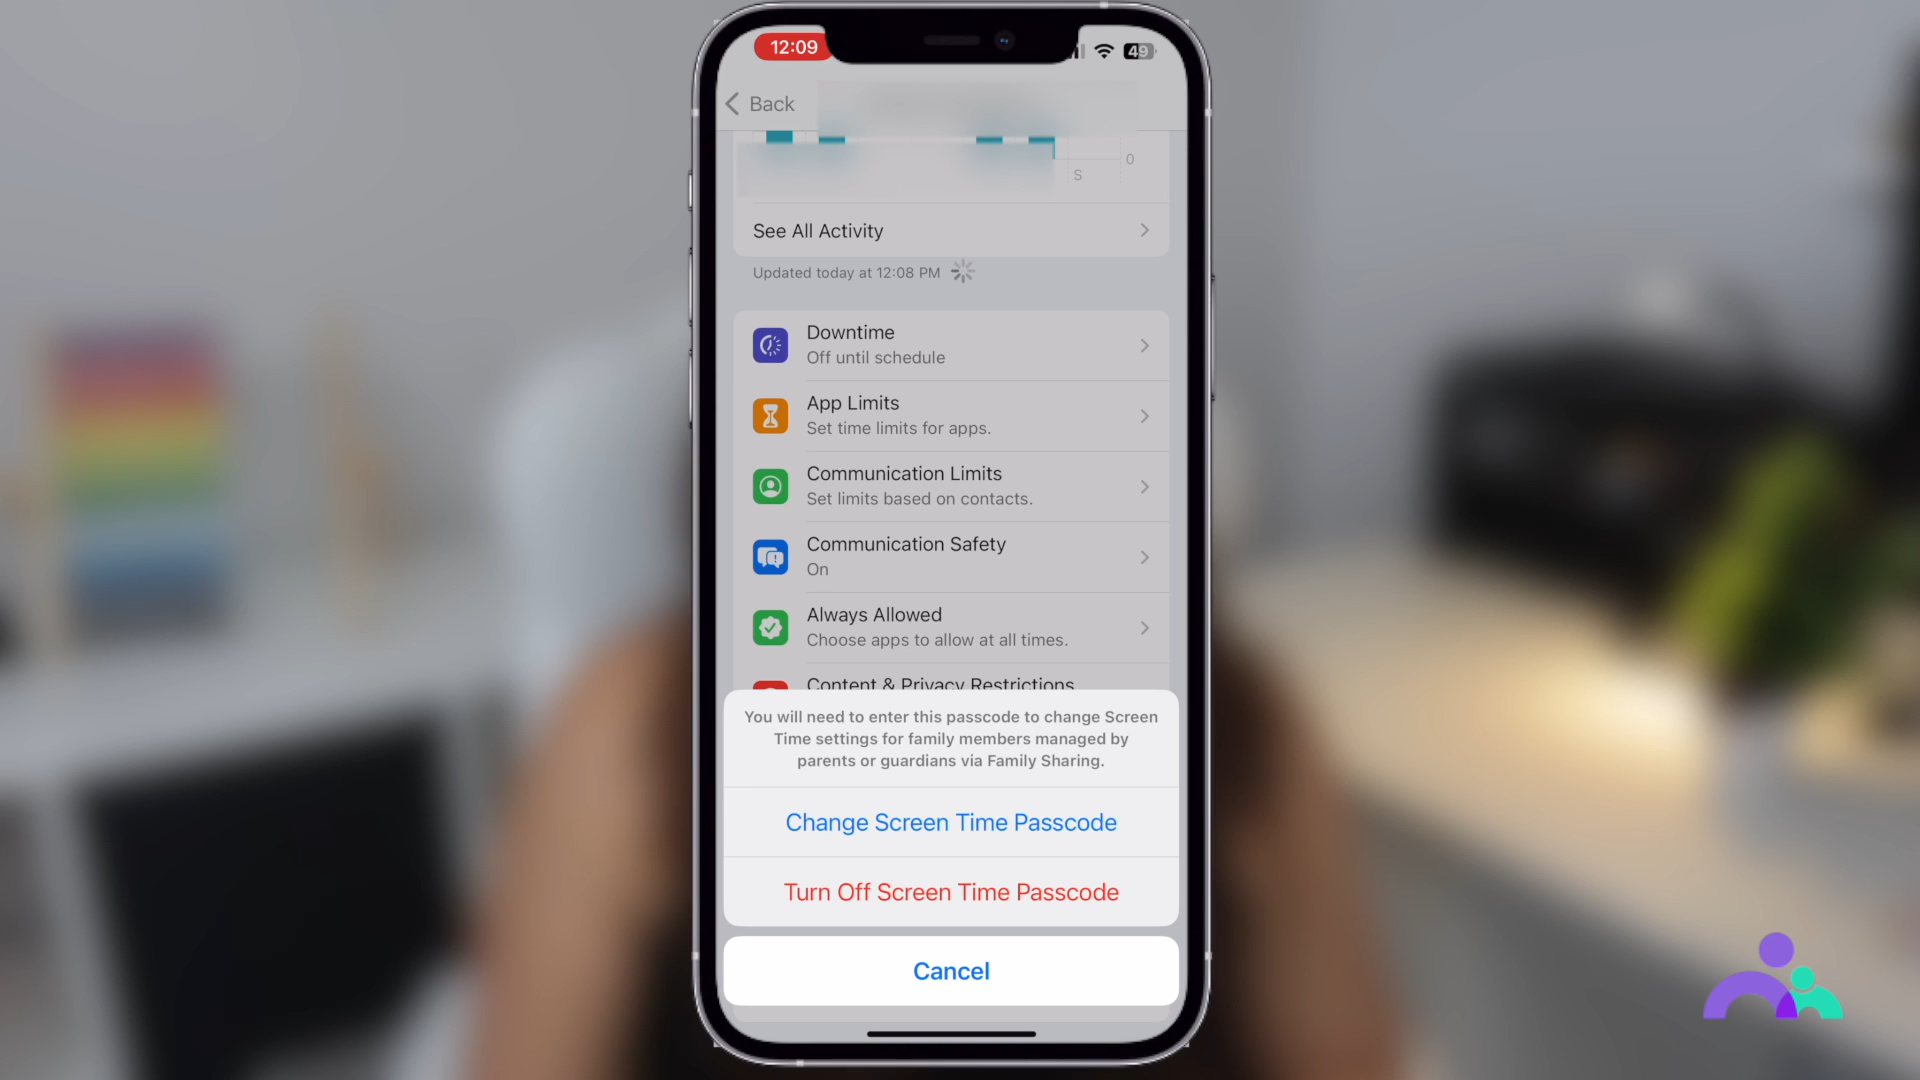 12:09
49
Back
0
S
See All Activity
Updated today at 12:08 PM
Downtime
Off until schedule
App Limits
Set time limits for apps.
Communication Limits
Set limits based on contacts.
Communication Safety
On
Always Allowed
Choose apps to allow at all times.
Content & Privacy Restrictions
You will need to enter this passcode to change Screen
Time settings for family members managed by
parents or guardians via Family Sharing.
Change Screen Time Passcode
Turn Off Screen Time Passcode
Cancel